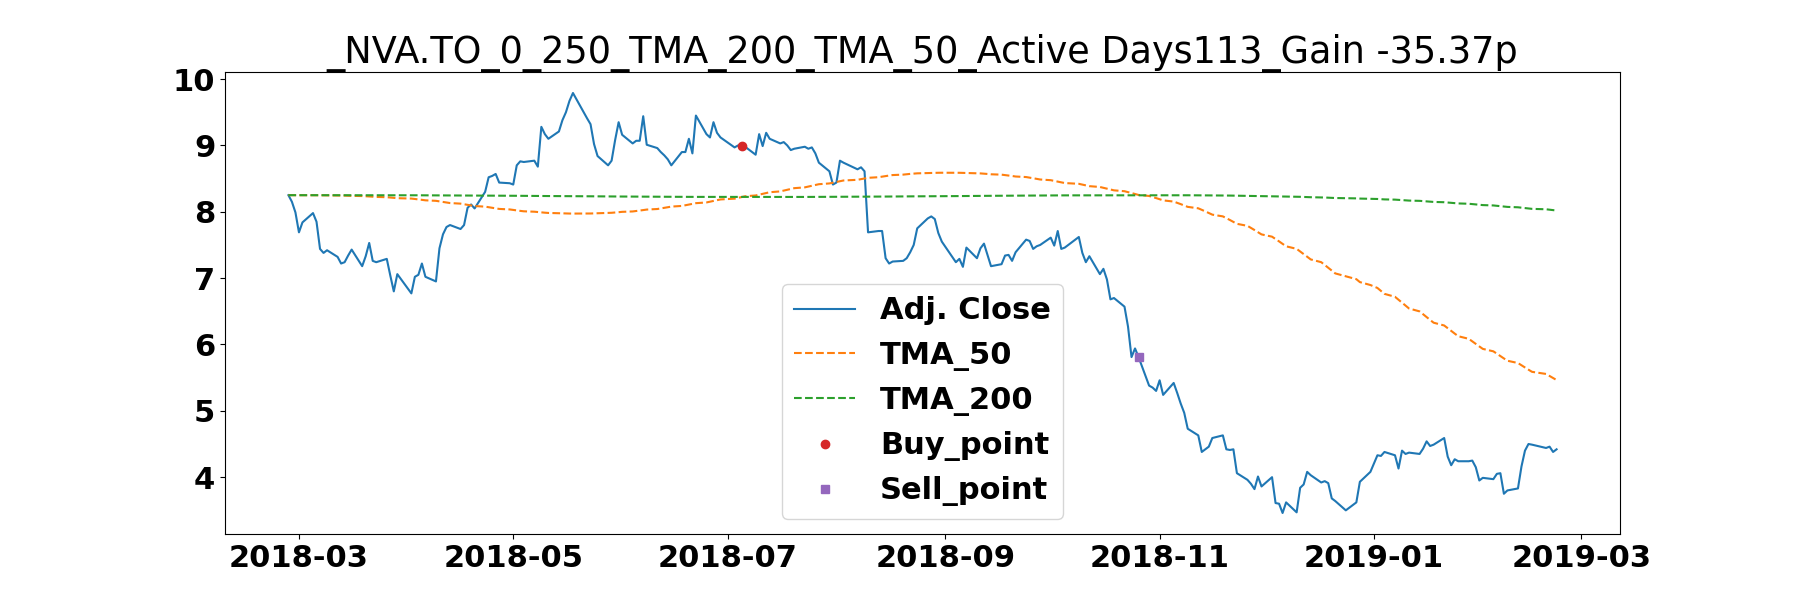 _NVA.TO_0_250_TMA_200_TMA_50_Active Days113_Gain -35.37p
10
9
8
7
6
5
4
Adj. Close
TMA_50
TMA_200
Buy_point
Sell_point
2018-03 2018-05 2018-07 2018-09 2018-11 2019-01 2019-03